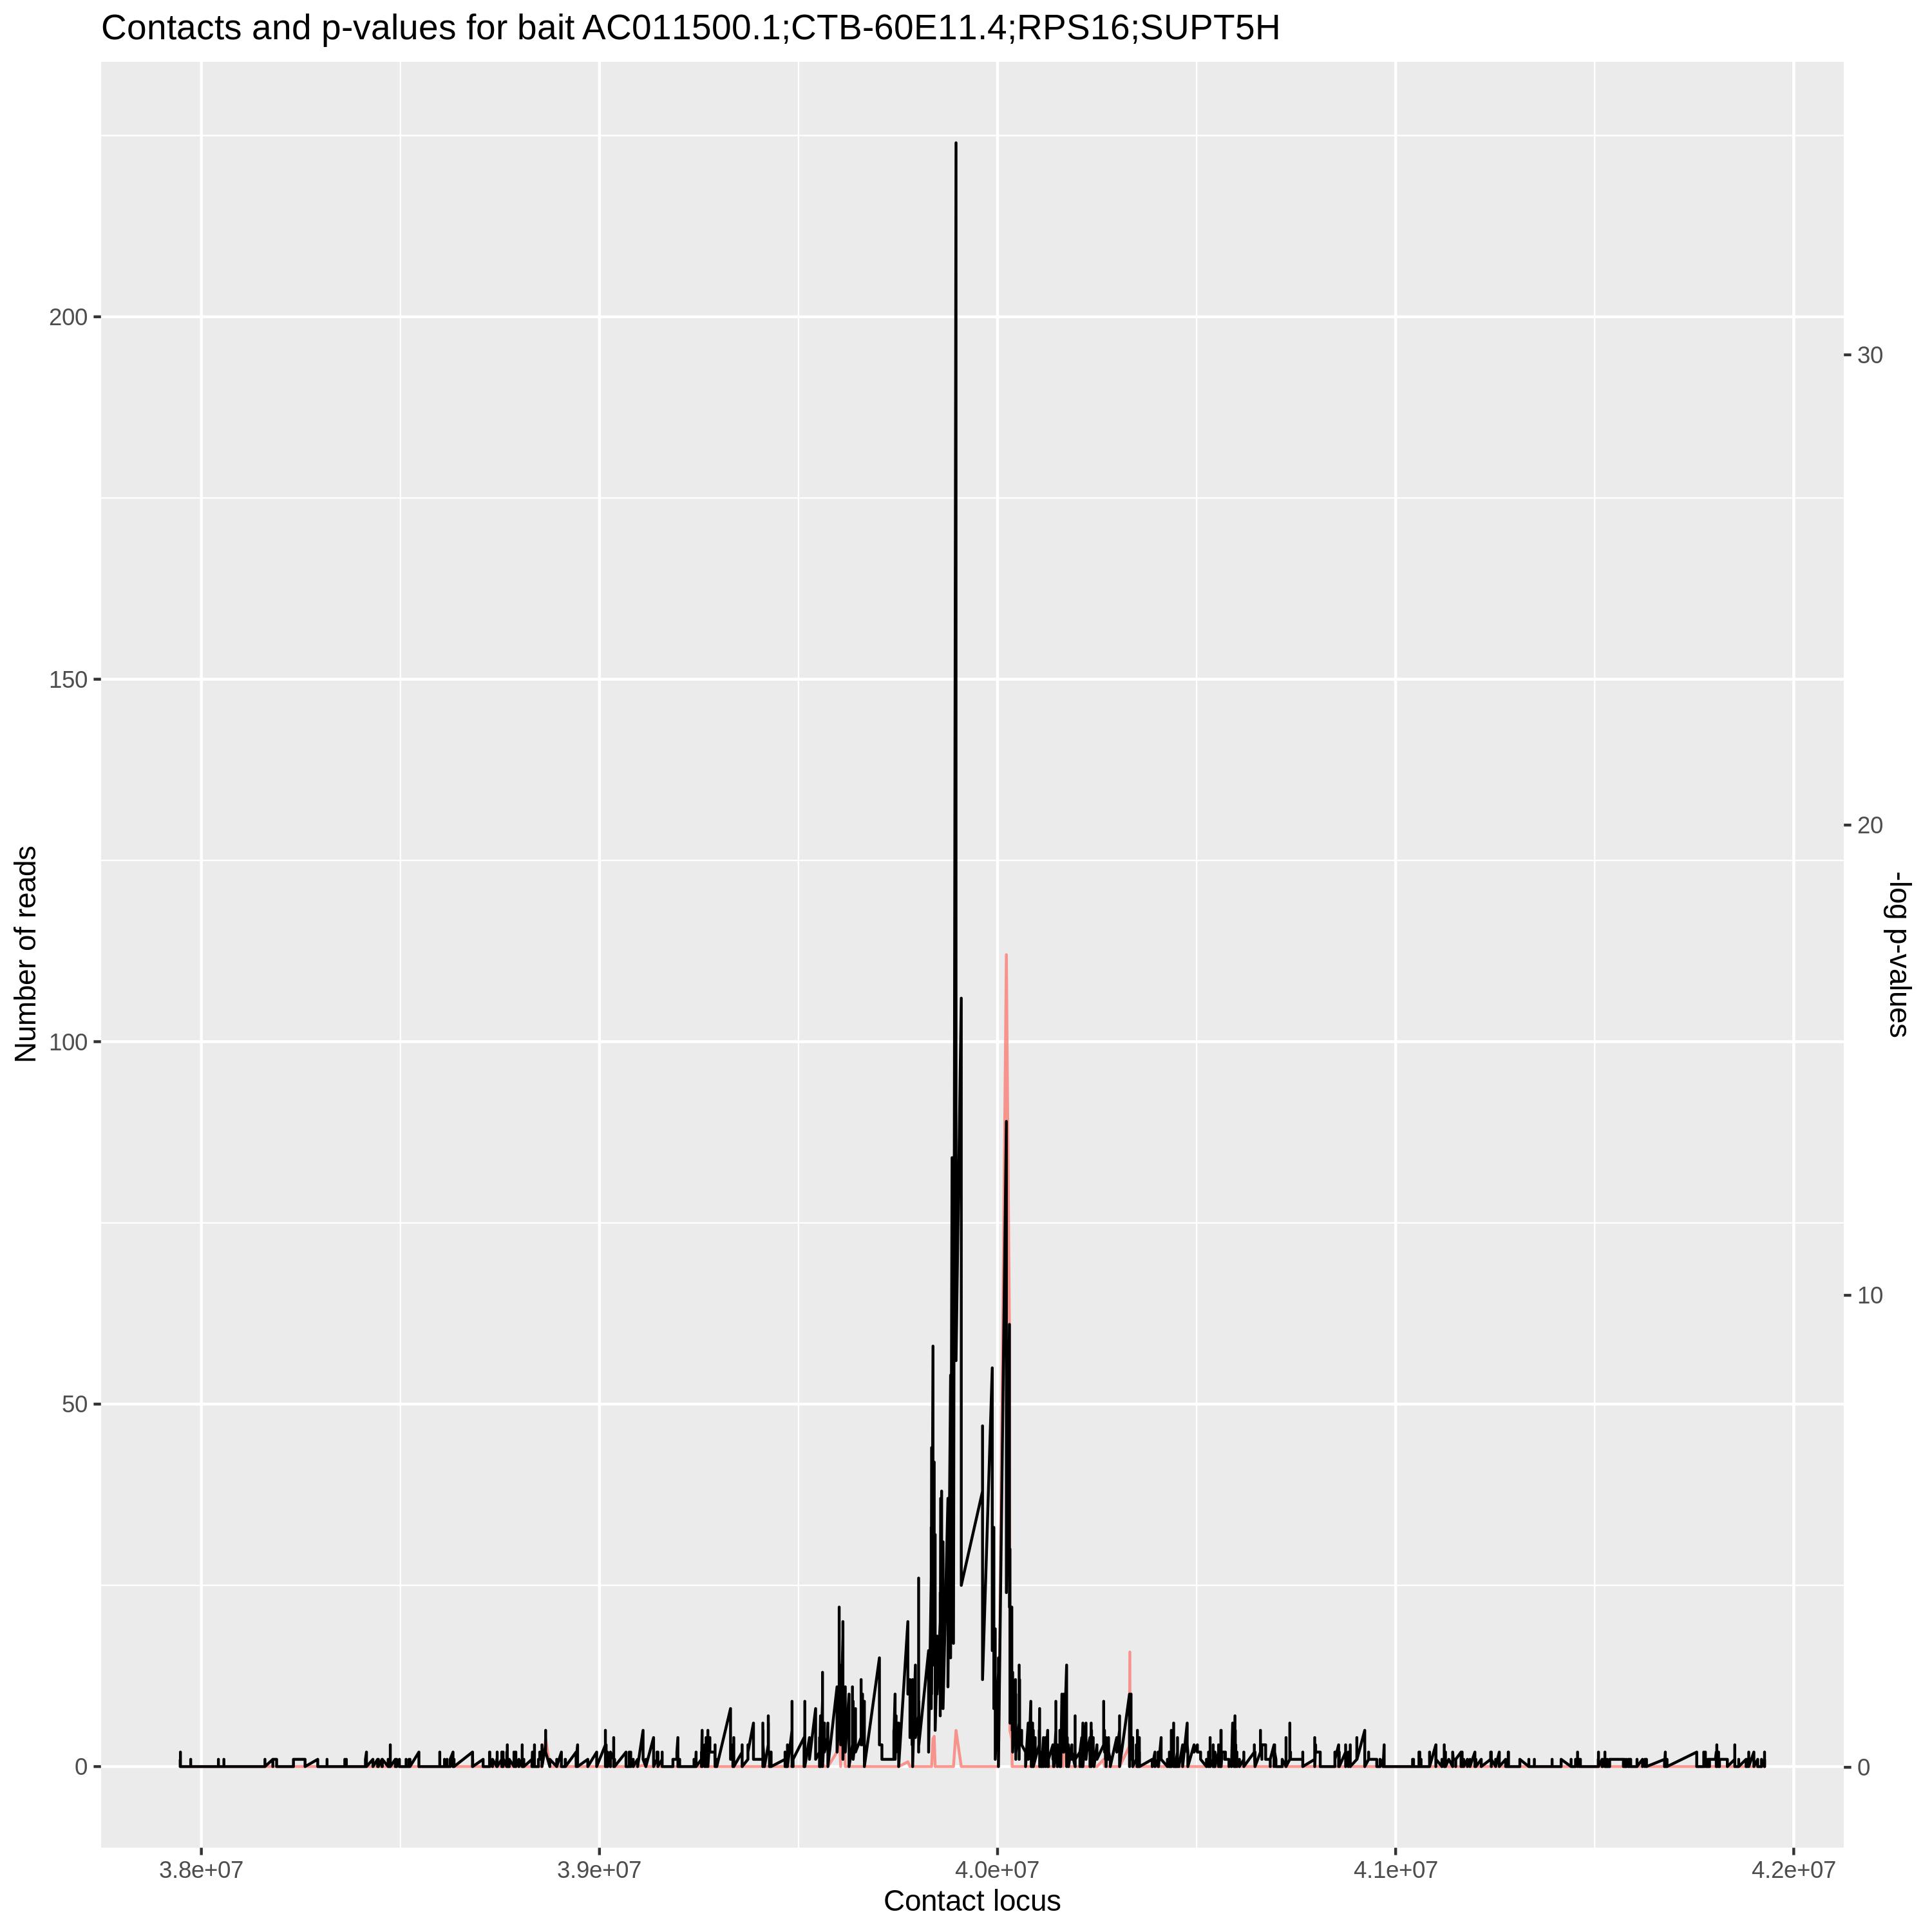 Contacts and p-values for bait AC011500.1;CTB-60E11.4;RPS16;SUPT5H
Number of reads
200
150
100
50
0
30
20
10
0
-log p-values
3.8e+07 3.9e+07 4.0e+07 4.1e+07 4.2e+07
Contact locus